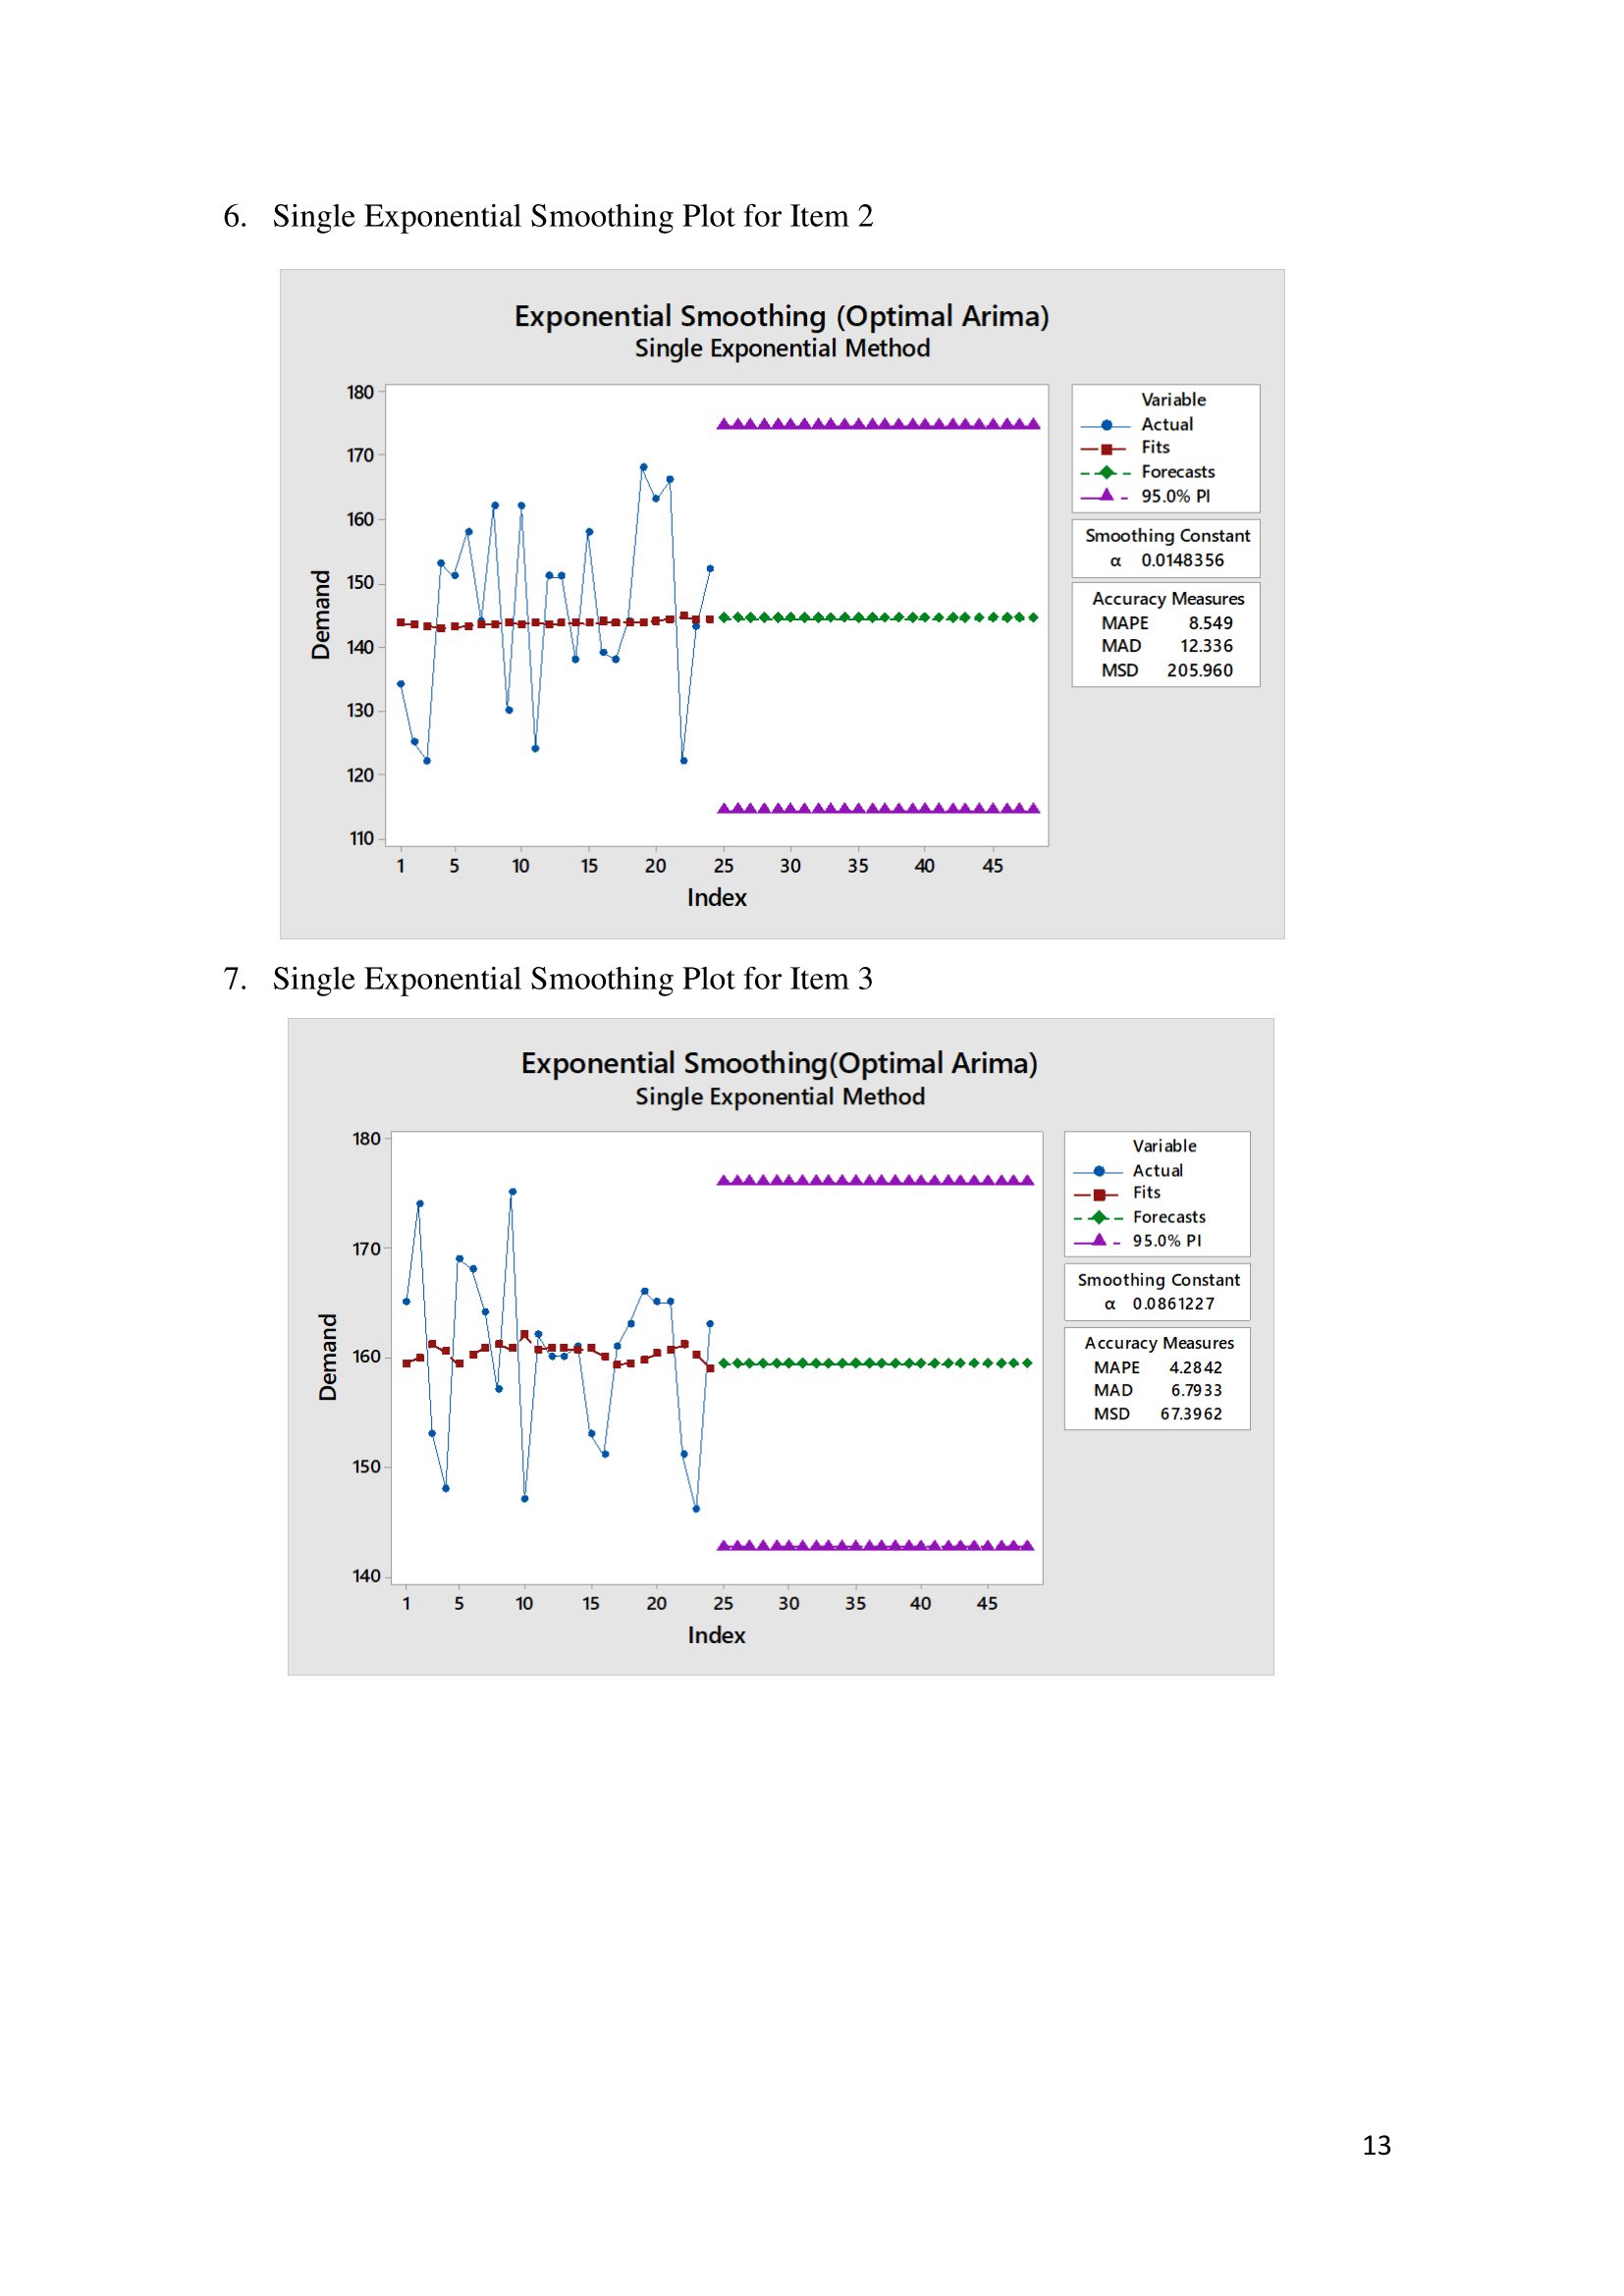 6. Single Exponential Smoothing Plot for Item 2
Exponential Smoothing (Optimal Arima)
Single Exponential Method
180
170
160
150
140
130
120
110
Demand
1 5 10 15 20 25 30 35 40 45
Index
Variable
Actual
Fits
Forecasts
95.0% PI
Smoothing Constant
α 0.0148356
Accuracy Measures
MAPE 8.549
MAD 12.336
MSD 205.960
7. Single Exponential Smoothing Plot for Item 3
Exponential Smoothing(Optimal Arima)
Single Exponential Method
180
170
160
150
140
Demand
1 5 10 15 20 25 30 35 40 45
Index
Variable
Actual
Fits
Forecasts
95.0% PI
Smoothing Constant
α 0.0861227
Accuracy Measures
MAPE 4.2842
MAD 6.7933
MSD 67.3962
13